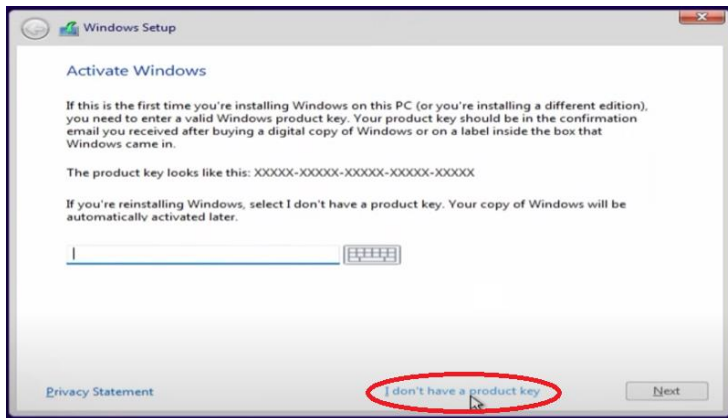 Windows Setup
Activate Windows
If this is the first time you're installing Windows on this PC (or you're installing a different edition),
you need to enter a valid Windows product key. Your product key should be in the confirmation
email you received after buying a digital copy of Windows or on a label inside the box that
Windows came in.
The product key looks like this: XXXXX-XXXXX-XXXXX-XXXXX-XXXXX
If you're reinstalling Windows, select I don't have a product key. Your copy of Windows will be
automatically activated later.
Privacy Statement
I don't have a product key
Next